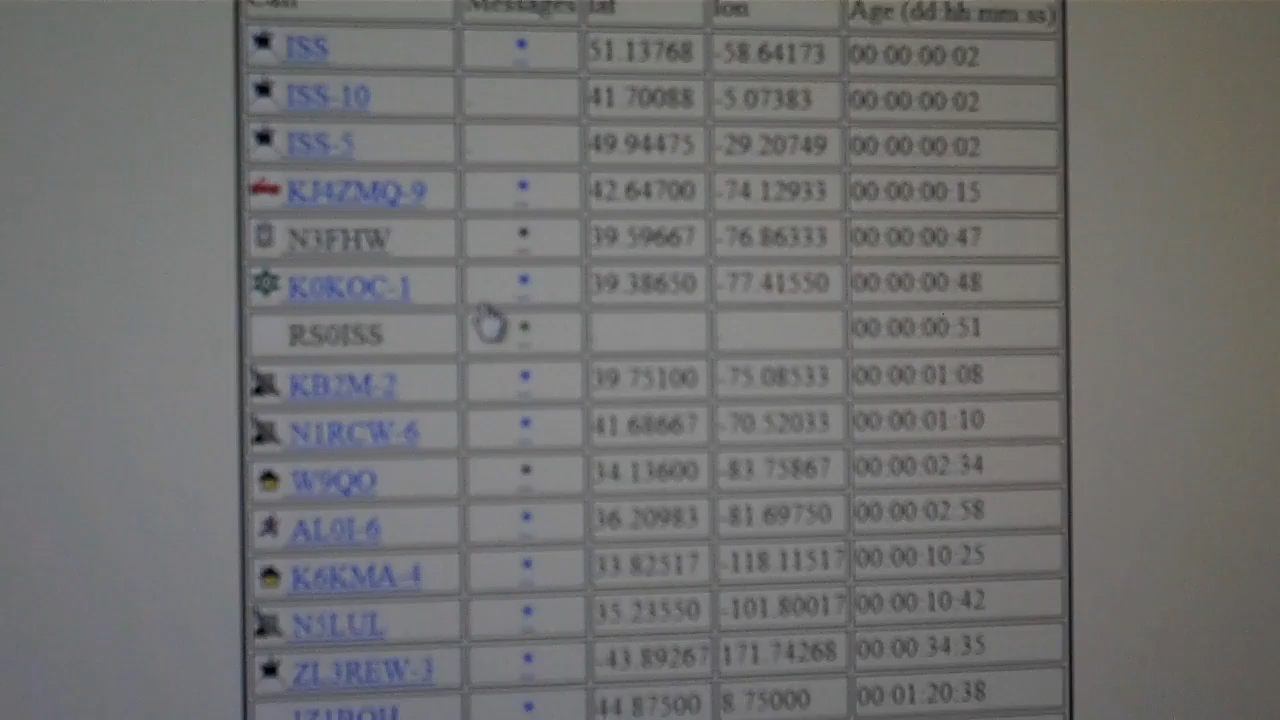 Call Messages lat lon Age (dd:hh:mm:ss)
ISS * 51.13768 -58.64173 00:00:00:02
ISS-10 41.70088 -5.07383 00:00:00:02
ISS-5 49.94475 -29.20749 00:00:00:02
KJ4ZMQ-9 * 42.64700 -74.12933 00:00:00:15
N3FHW * 39.59667 -76.86333 00:00:00:47
K0KOC-1 * 39.38650 -77.41550 00:00:00:48
RS0ISS * 00:00:00:51
KB2M-2 * 39.75100 -75.08533 00:00:01:08
N1RCW-6 * 41.68667 -70.52033 00:00:01:10
W9QO * 34.13600 -83.75867 00:00:02:34
AL0I-6 * 36.20983 -81.69750 00:00:02:58
K6KMA-4 * 33.82517 -118.11517 00:00:10:25
N5LUL * 35.23550 -101.80017 00:00:10:42
ZL3REW-3 * -43.89267 171.74268 00:00:34:35
* 44.87500 8.75000 00:01:20:38